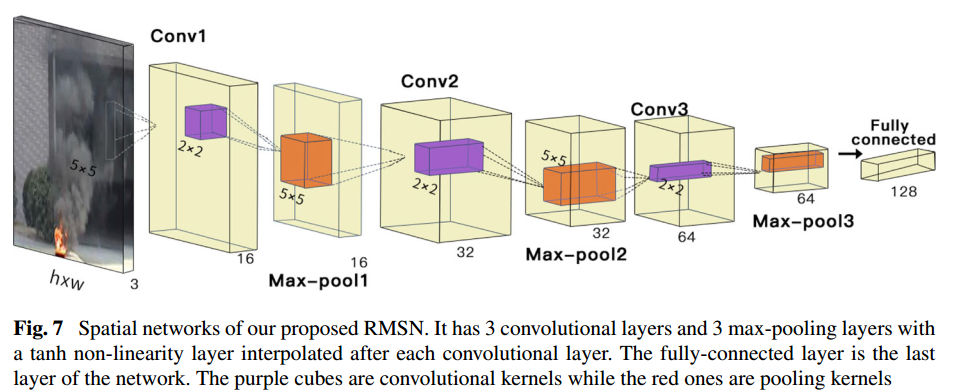 Conv1
Conv2
Conv3
Fully
connected
5×5
2×2
5×5
2×2
5×5
2×2
hxw
3
16
16
Max-pool1
32
32
Max-pool2
64
64
Max-pool3
128
Fig. 7 Spatial networks of our proposed RMSN. It has 3 convolutional layers and 3 max-pooling layers with
a tanh non-linearity layer interpolated after each convolutional layer. The fully-connected layer is the last
layer of the network. The purple cubes are convolutional kernels while the red ones are pooling kernels